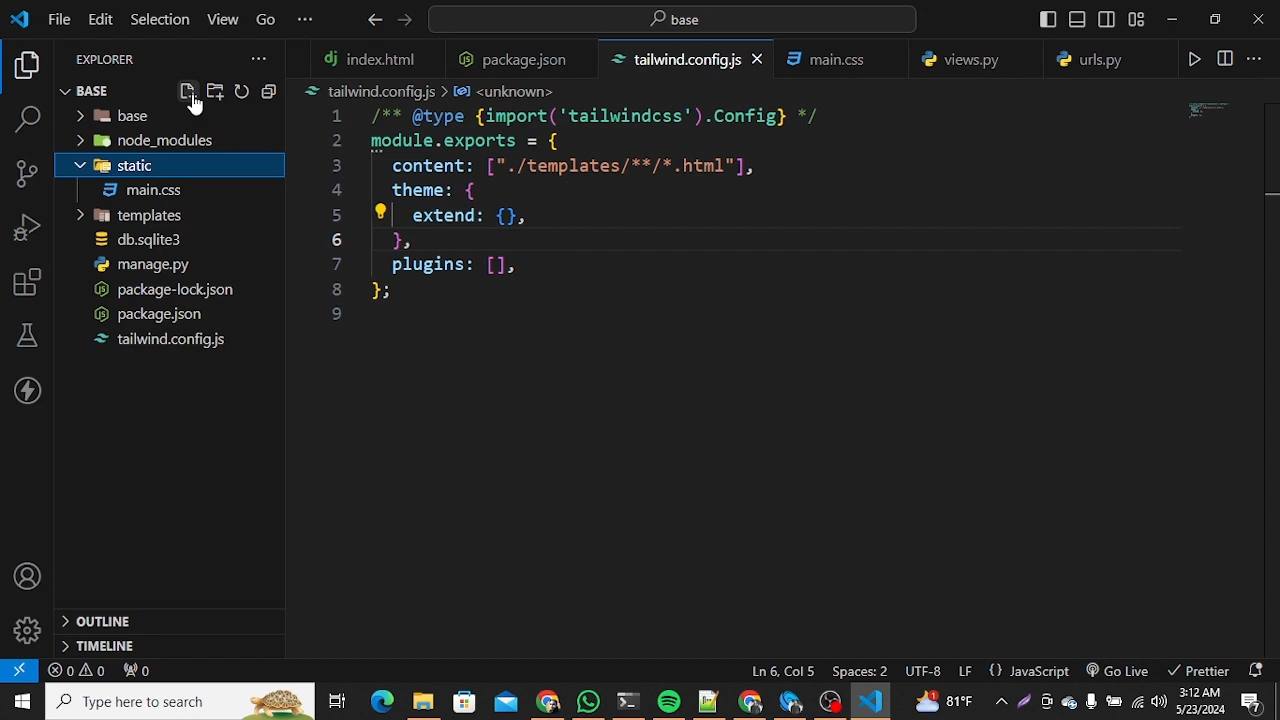 File Edit Selection View Go ··· base
EXPLORER
index.html package.json tailwind.config.js main.css views.py urls.py
BASE
tailwind.config.js > <unknown>
base
node_modules
static
main.css
templates
db.sqlite3
manage.py
package-lock.json
package.json
tailwind.config.js
1 /** @type {import('tailwindcss').Config} */
2 module.exports = {
3 content: ["./templates/**/*.html"],
4 theme: {
5 extend: {},
6 },
7 plugins: [],
8 };
9
OUTLINE
TIMELINE
0 0 0 Ln 6, Col 5 Spaces: 2 UTF-8 LF {} JavaScript Go Live Prettier
Type here to search 1 81°F 3:12 AM
5/23/2024 7